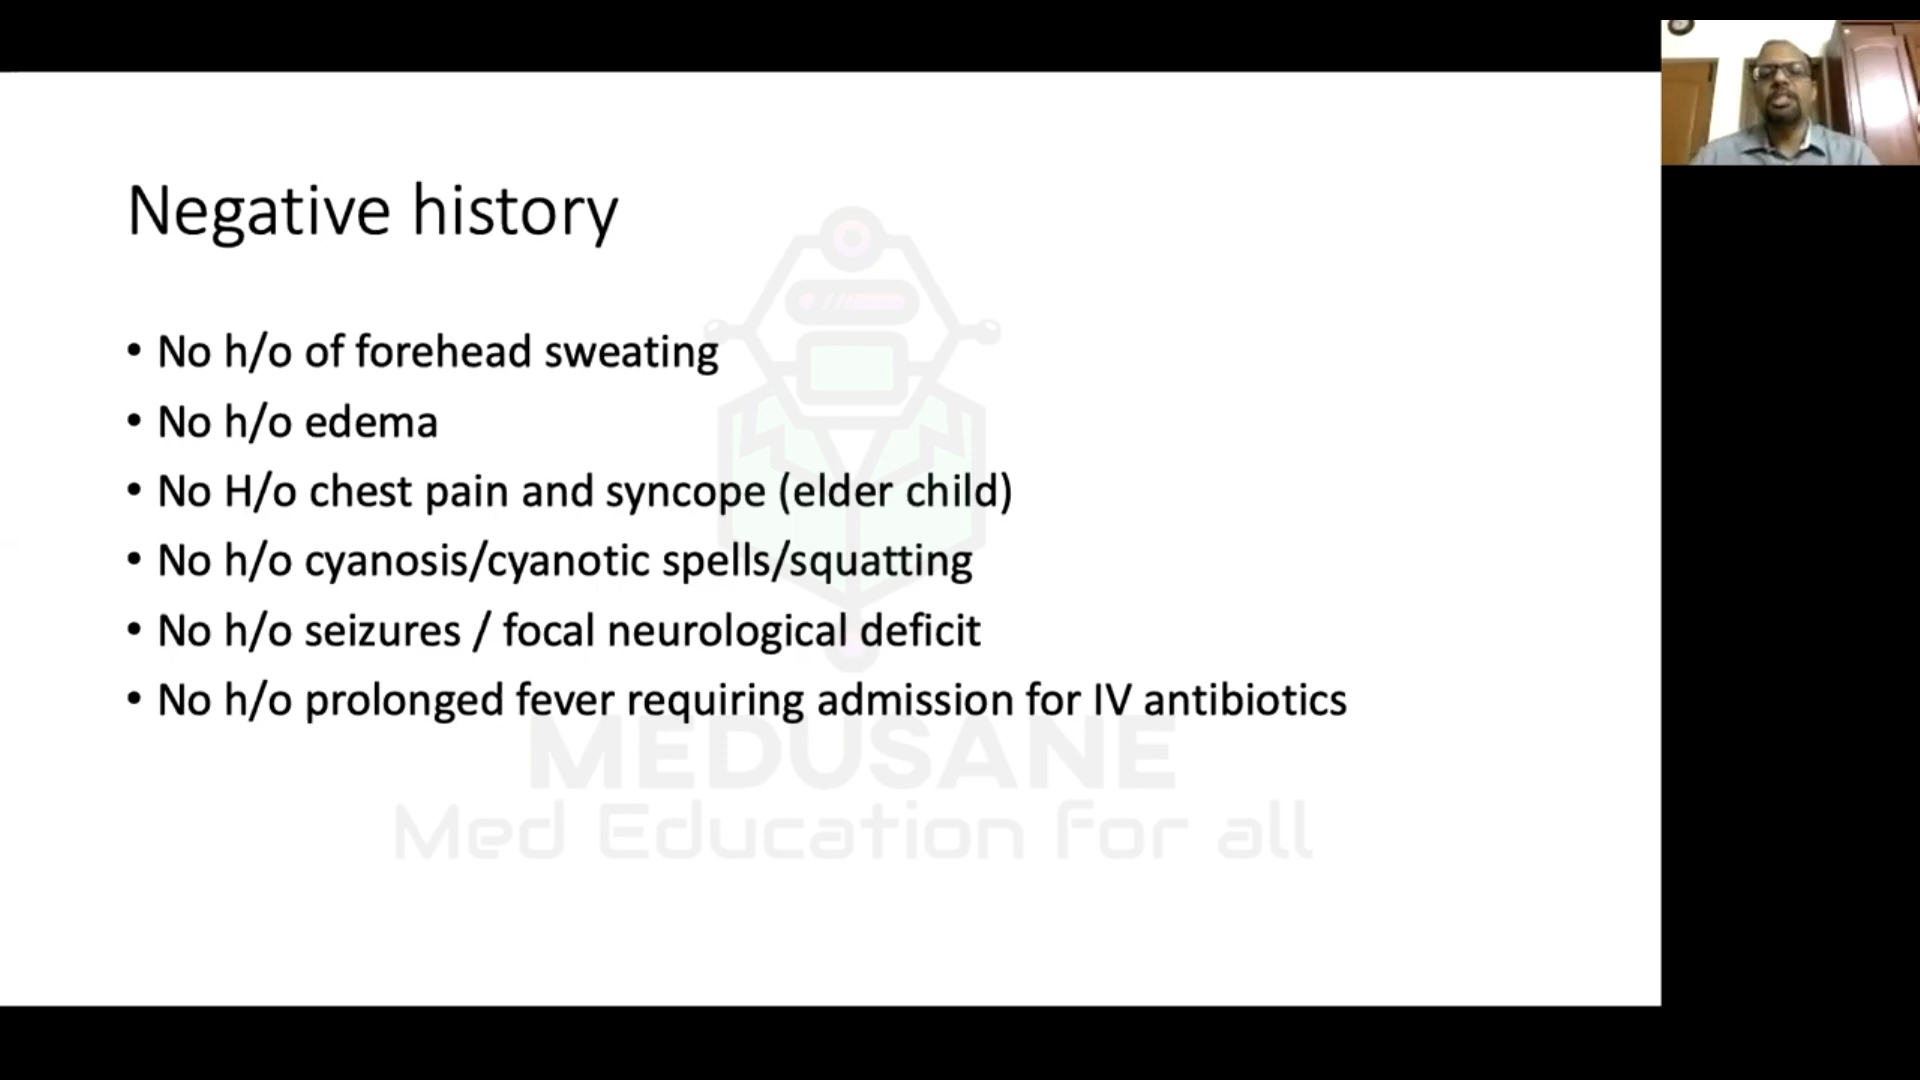 Negative history
• No h/o of forehead sweating
• No h/o edema
• No H/o chest pain and syncope (elder child)
• No h/o cyanosis/cyanotic spells/squatting
• No h/o seizures / focal neurological deficit
• No h/o prolonged fever requiring admission for IV antibiotics
MEDUSANE
Med Education for all